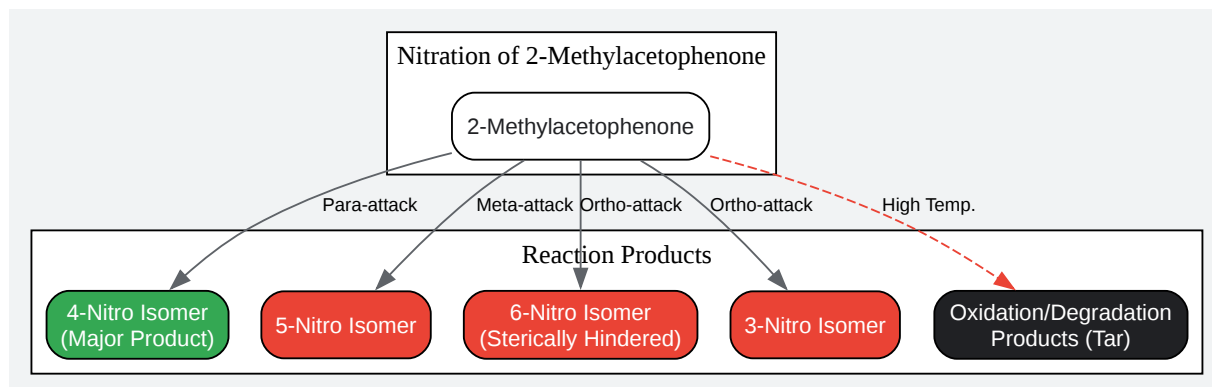 Nitration of 2-Methylacetophenone
2-Methylacetophenone
Para-attack
Meta-attack
Ortho-attack
Ortho-attack
High Temp.
Reaction Products
4-Nitro Isomer
(Major Product)
5-Nitro Isomer
6-Nitro Isomer
(Sterically Hindered)
3-Nitro Isomer
Oxidation/Degradation
Products (Tar)